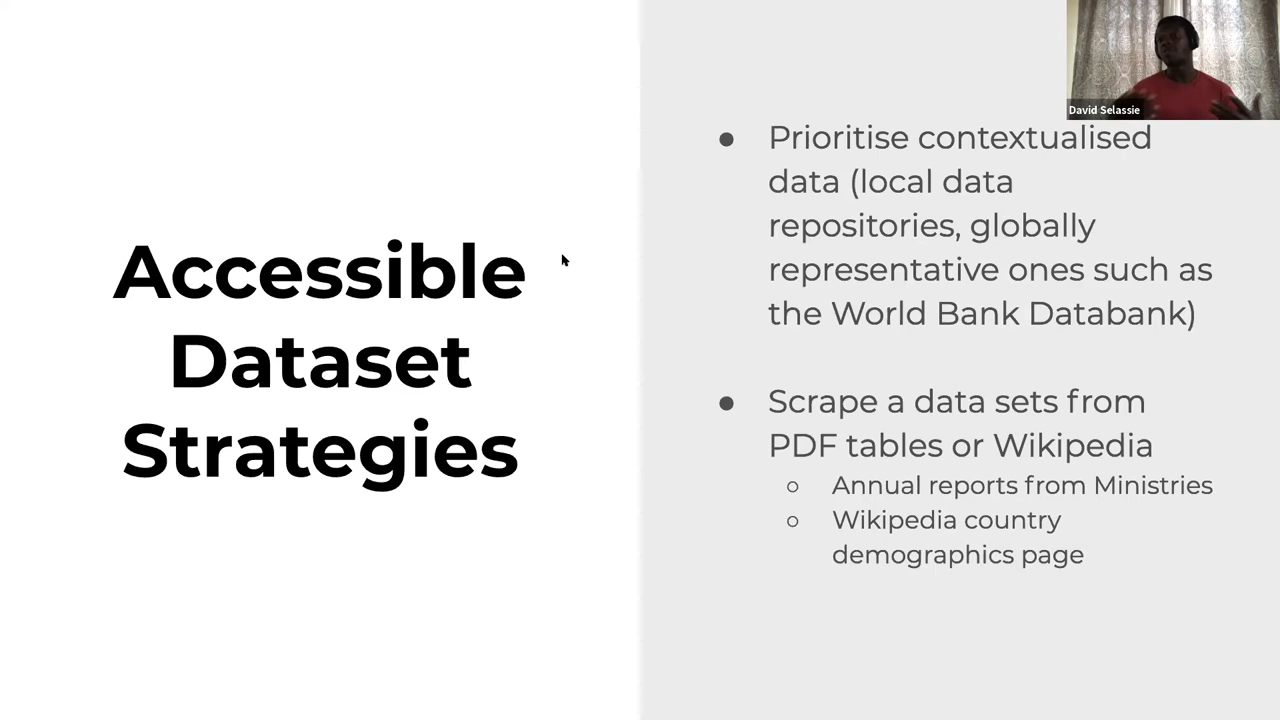 Accessible
Dataset
Strategies
David Selassie
● Prioritise contextualised
data (local data
repositories, globally
representative ones such as
the World Bank Databank)
● Scrape a data sets from
PDF tables or Wikipedia
○ Annual reports from Ministries
○ Wikipedia country
demographics page